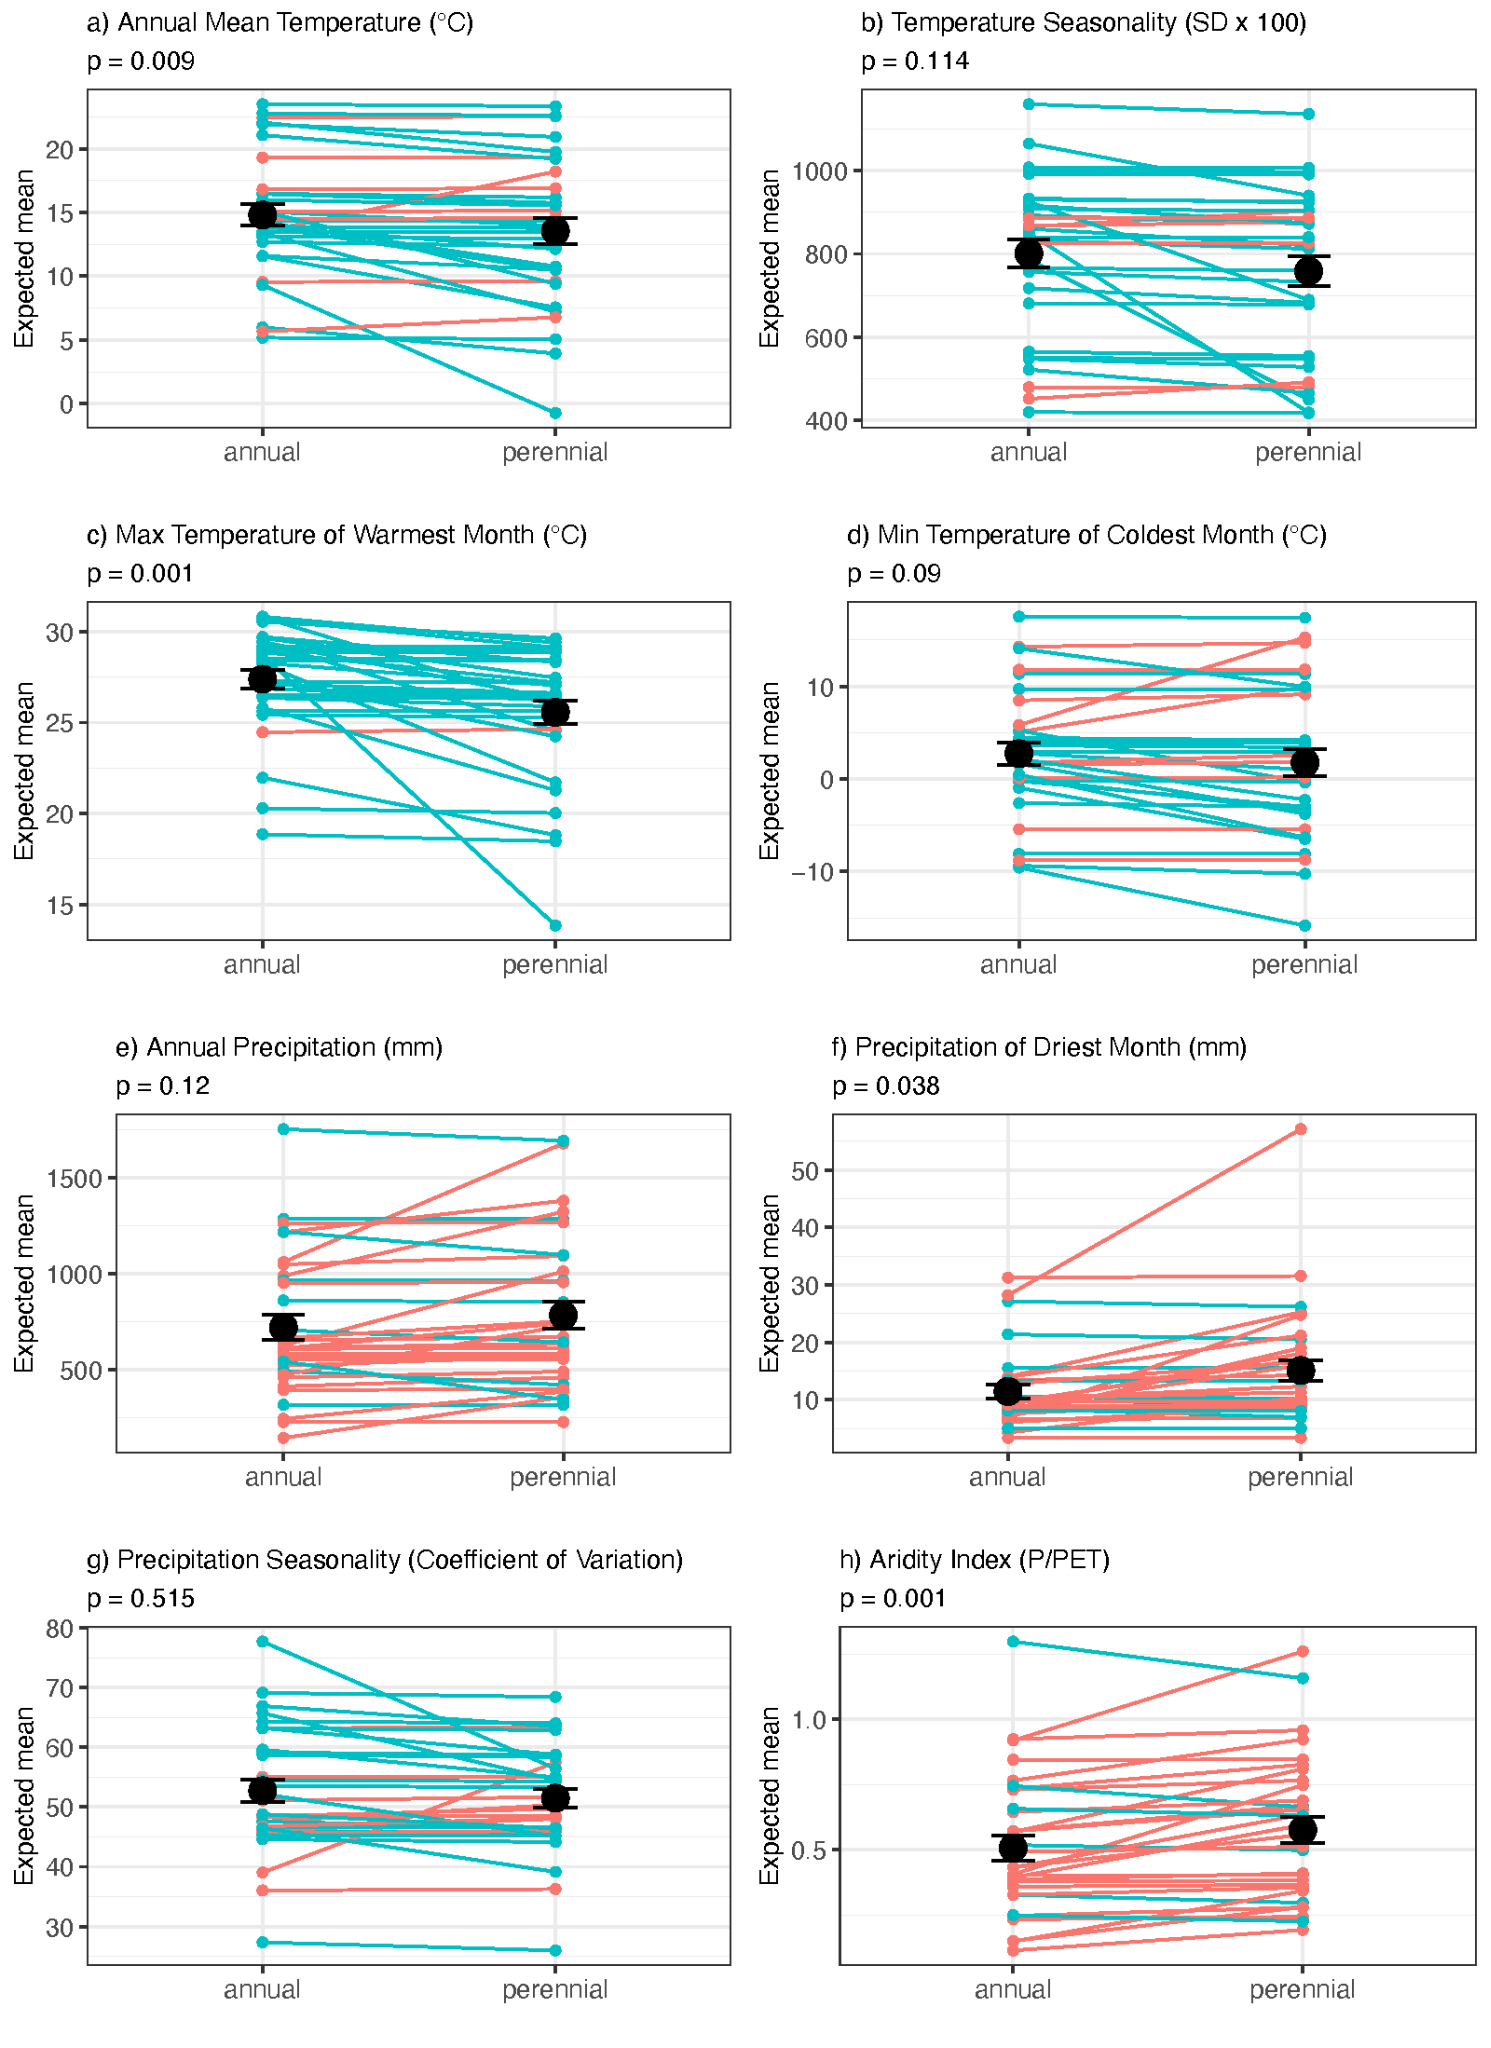 a) Annual Mean Temperature (°C)
p = 0.009
Expected mean
20
15
10
5
0
annual
perennial
b) Temperature Seasonality (SD x 100)
p = 0.114
Expected mean
1000
800
600
400
annual
perennial
c) Max Temperature of Warmest Month (°C)
p = 0.001
Expected mean
30
25
20
15
annual
perennial
d) Min Temperature of Coldest Month (°C)
p = 0.09
Expected mean
10
0
−10
annual
perennial
e) Annual Precipitation (mm)
p = 0.12
Expected mean
1500
1000
500
annual
perennial
f) Precipitation of Driest Month (mm)
p = 0.038
Expected mean
50
40
30
20
10
annual
perennial
g) Precipitation Seasonality (Coefficient of Variation)
p = 0.515
Expected mean
80
70
60
50
40
30
annual
perennial
h) Aridity Index (P/PET)
p = 0.001
Expected mean
1.0
0.5
annual
perennial